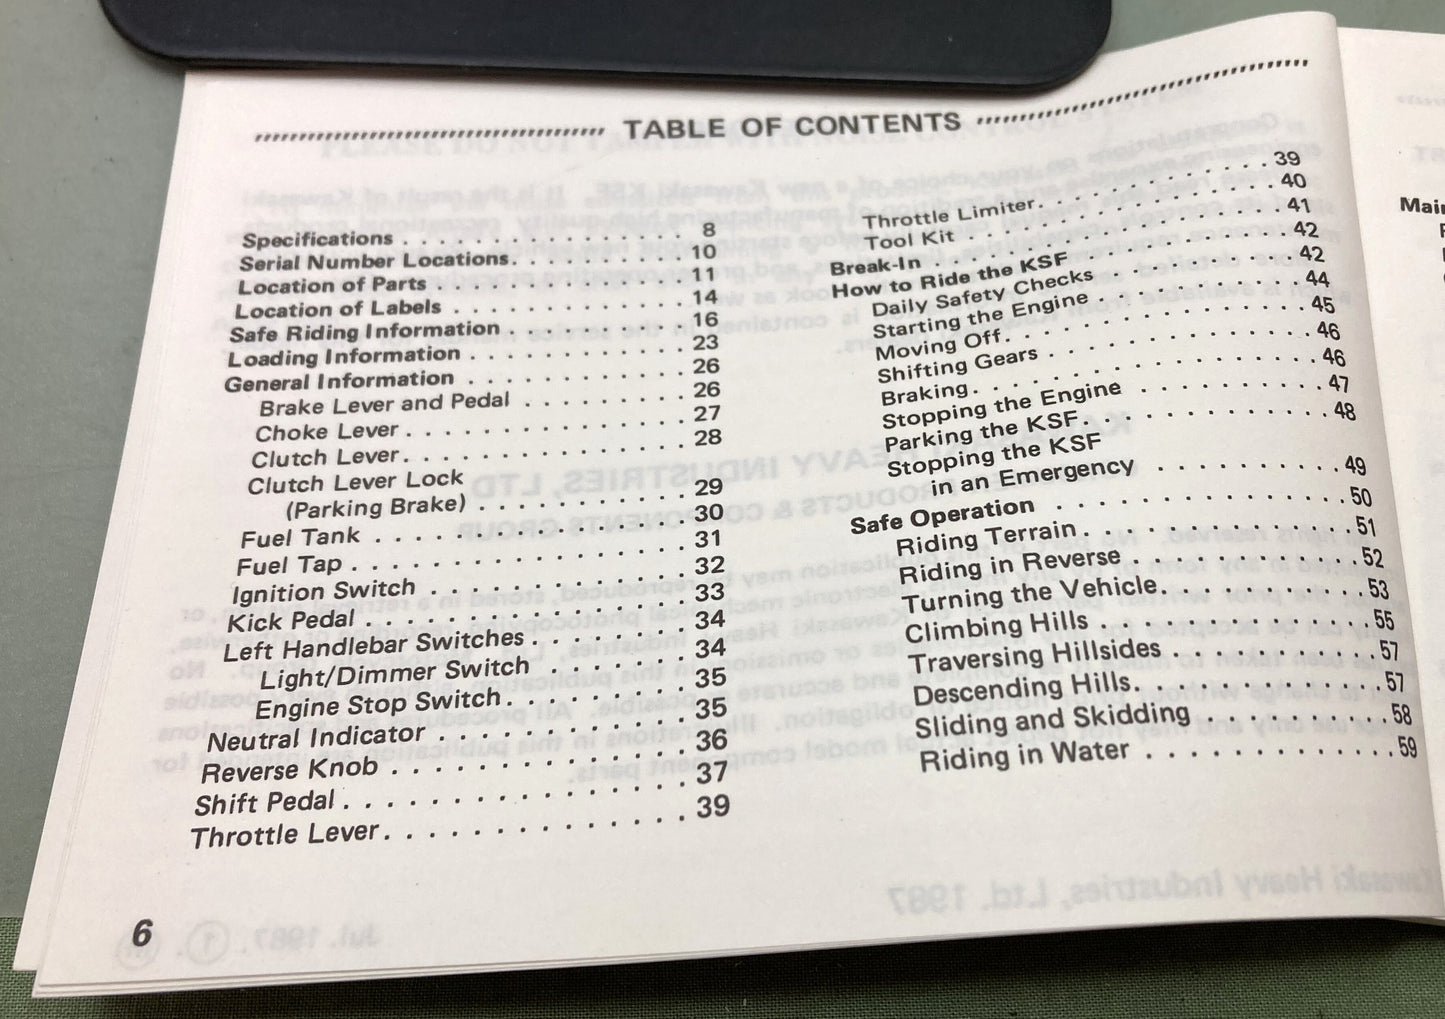 TABLE OF CONTENTS
Specifications . . . . . . . . . . . . 8
Serial Number Locations. . . . . . . . 10
Location of Parts . . . . . . . . . . 11
Location of Labels . . . . . . . . . . 14
Safe Riding Information . . . . . . . . 16
Loading Information . . . . . . . . . . 23
General Information . . . . . . . . . . 26
Brake Lever and Pedal . . . . . . . . 26
Choke Lever . . . . . . . . . . . . 27
Clutch Lever. . . . . . . . . . . . 28
Clutch Lever Lock
(Parking Brake) . . . . . . . . . . 29
Fuel Tank . . . . . . . . . . . . 30
Fuel Tap . . . . . . . . . . . . . 31
Ignition Switch . . . . . . . . . . 32
Kick Pedal . . . . . . . . . . . . 33
Left Handlebar Switches . . . . . . . 34
Light/Dimmer Switch . . . . . . . 34
Engine Stop Switch. . . . . . . . 35
Neutral Indicator . . . . . . . . . . 35
Reverse Knob . . . . . . . . . . . 36
Shift Pedal . . . . . . . . . . . . 37
Throttle Lever. . . . . . . . . . . . 39
Throttle Limiter. . . . . . . . . . . 39
Tool Kit . . . . . . . . . . . . . 40
Break-In . . . . . . . . . . . . . . 41
How to Ride the KSF . . . . . . . . . 42
Daily Safety Checks . . . . . . . . . 42
Starting the Engine . . . . . . . . . 44
Moving Off. . . . . . . . . . . . . 45
Shifting Gears . . . . . . . . . . . 46
Braking. . . . . . . . . . . . . . 46
Stopping the Engine . . . . . . . . . 47
Parking the KSF. . . . . . . . . . . 48
Stopping the KSF
in an Emergency . . . . . . . . . 49
Safe Operation . . . . . . . . . . . . 50
Riding Terrain. . . . . . . . . . . . 51
Riding in Reverse . . . . . . . . . . 52
Turning the Vehicle. . . . . . . . . . 53
Climbing Hills . . . . . . . . . . . 55
Traversing Hillsides . . . . . . . . . 57
Descending Hills. . . . . . . . . . . 57
Sliding and Skidding . . . . . . . . . 58
Riding in Water . . . . . . . . . . . 59
6